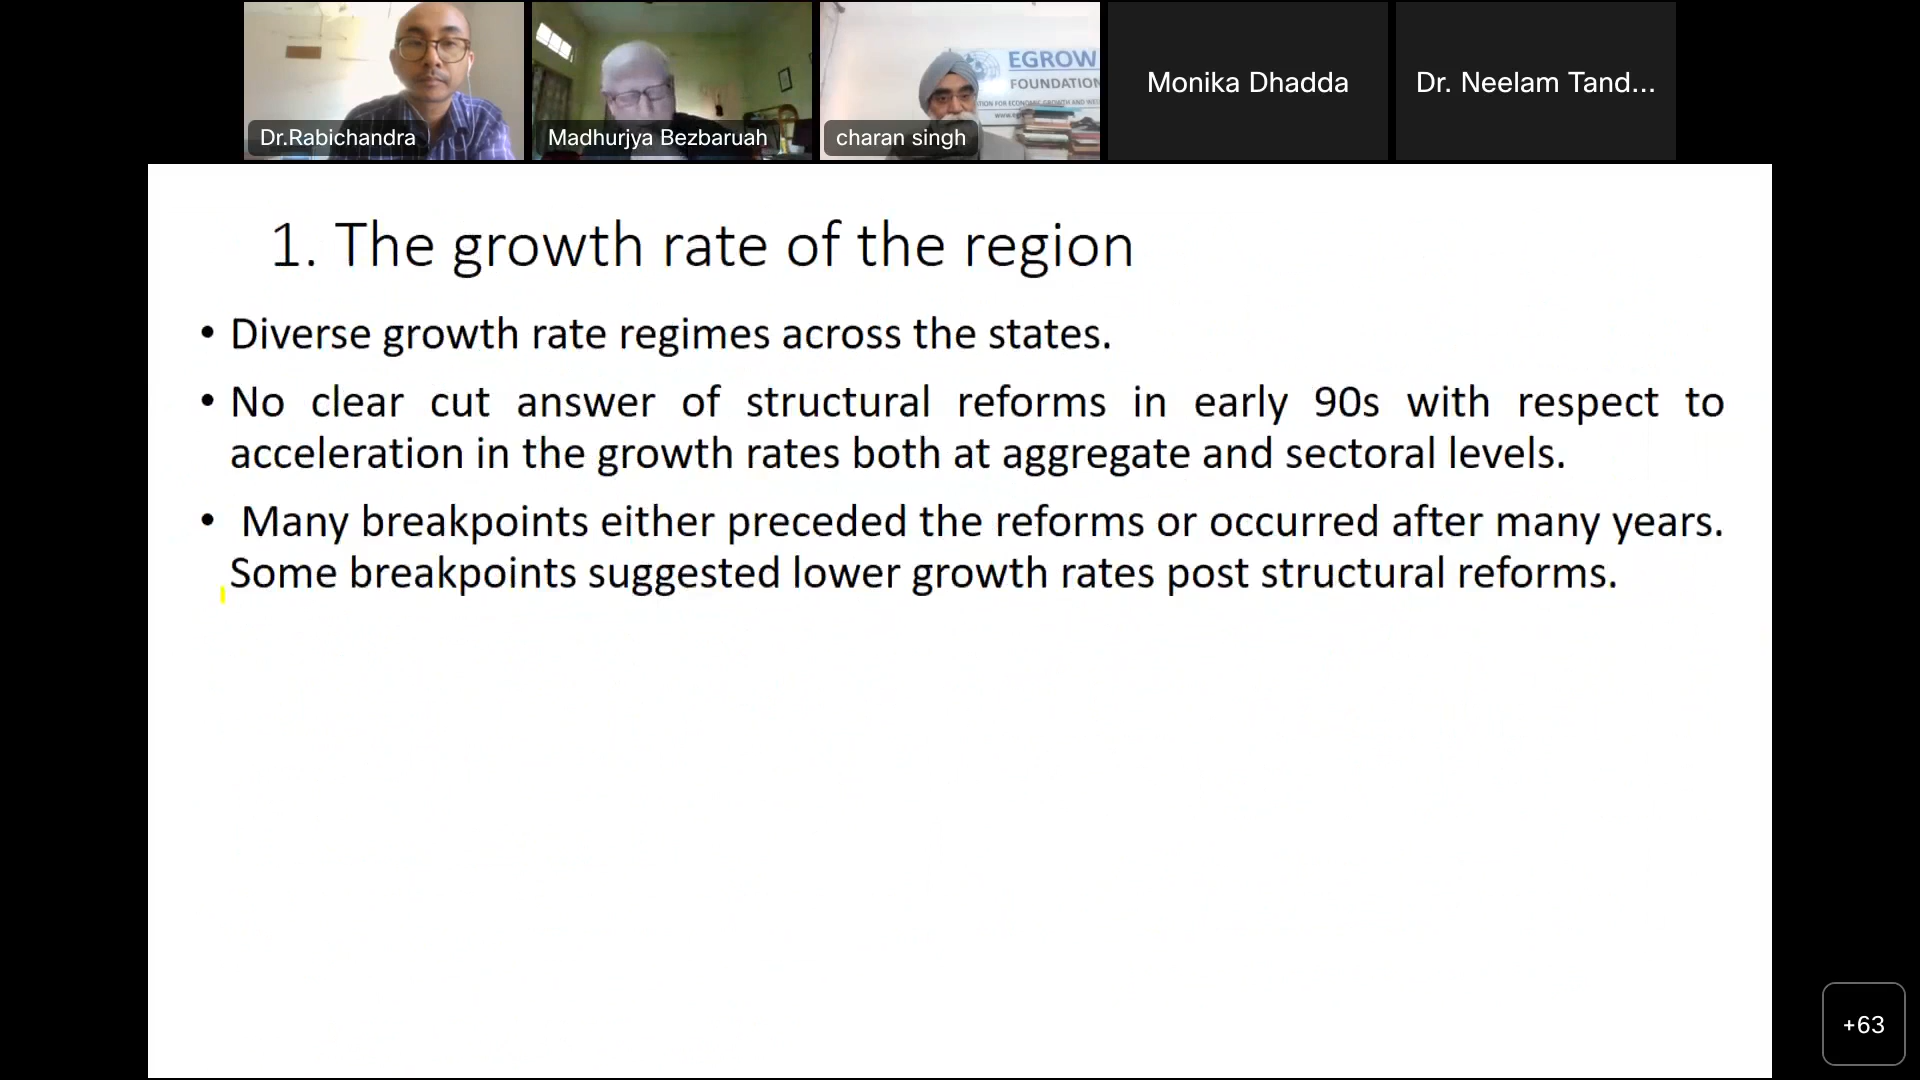 Dr.Rabichandra
Madhurjya Bezbaruah
EGROW
FOUNDATION
charan singh
Monika Dhadda
Dr. Neelam Tand...
1. The growth rate of the region
• Diverse growth rate regimes across the states.
• No clear cut answer of structural reforms in early 90s with respect to
acceleration in the growth rates both at aggregate and sectoral levels.
• Many breakpoints either preceded the reforms or occurred after many years.
Some breakpoints suggested lower growth rates post structural reforms.
+63